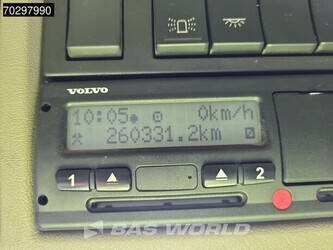 70297990
VOLVO
10:05 0km/h
260331.2km
1 2
BAS WORLD